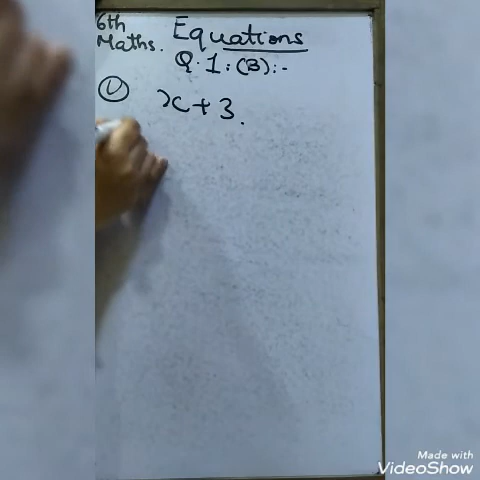 6th Equations
Maths.
Q.1:(B):-
① x+3.
Made with
VideoShow